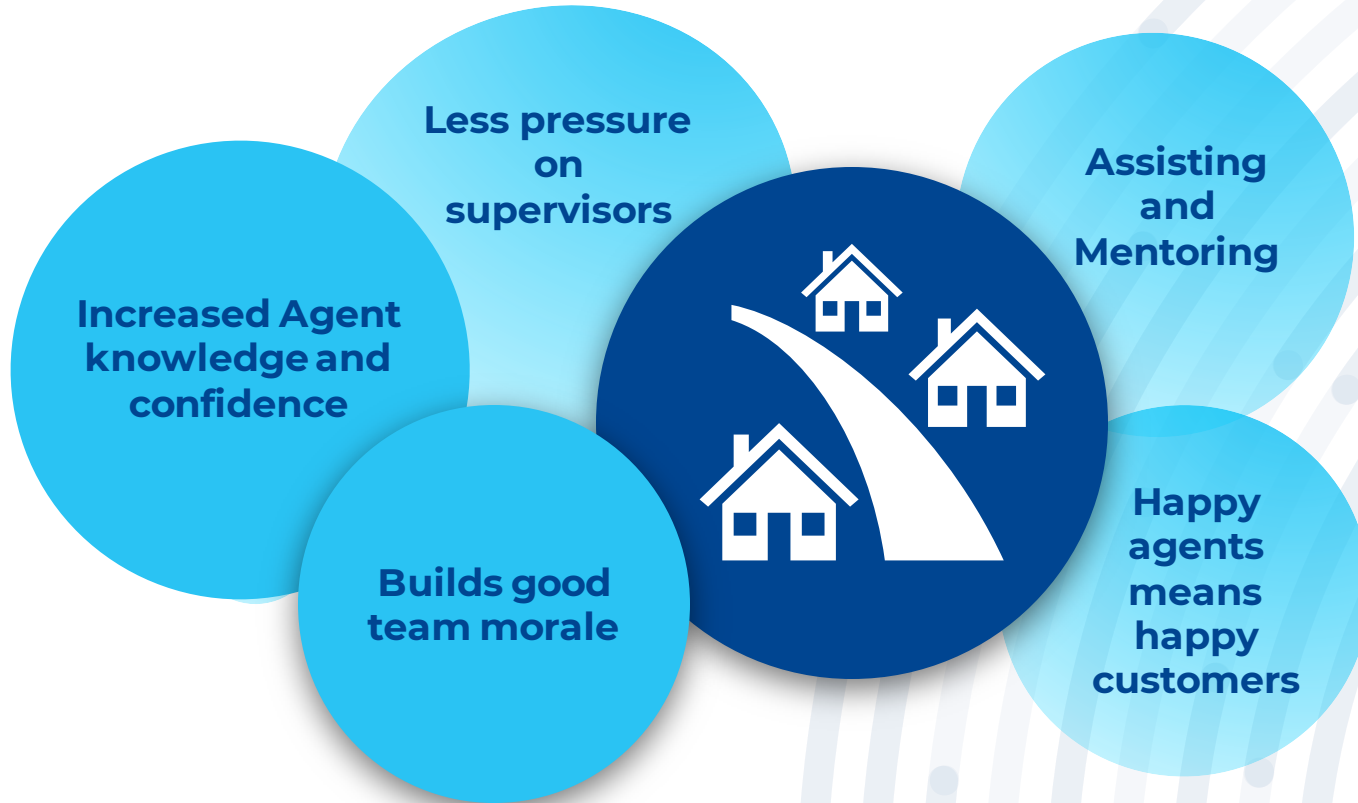 Less pressure
on
supervisors
Assisting
and
Mentoring
Increased Agent
knowledge and
confidence
Builds good
team morale
Happy
agents
means
happy
customers